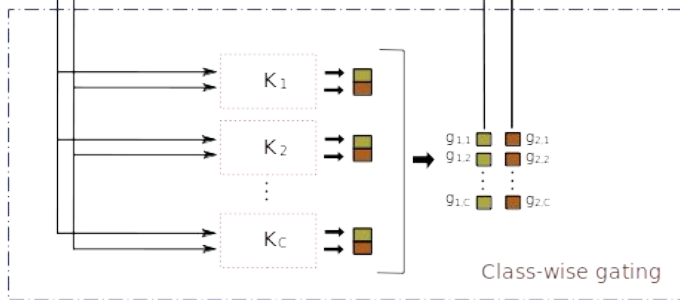 K1
K2
KC
g1,1 g2,1
g1,2 g2,2
g1,C g2,C
Class-wise gating